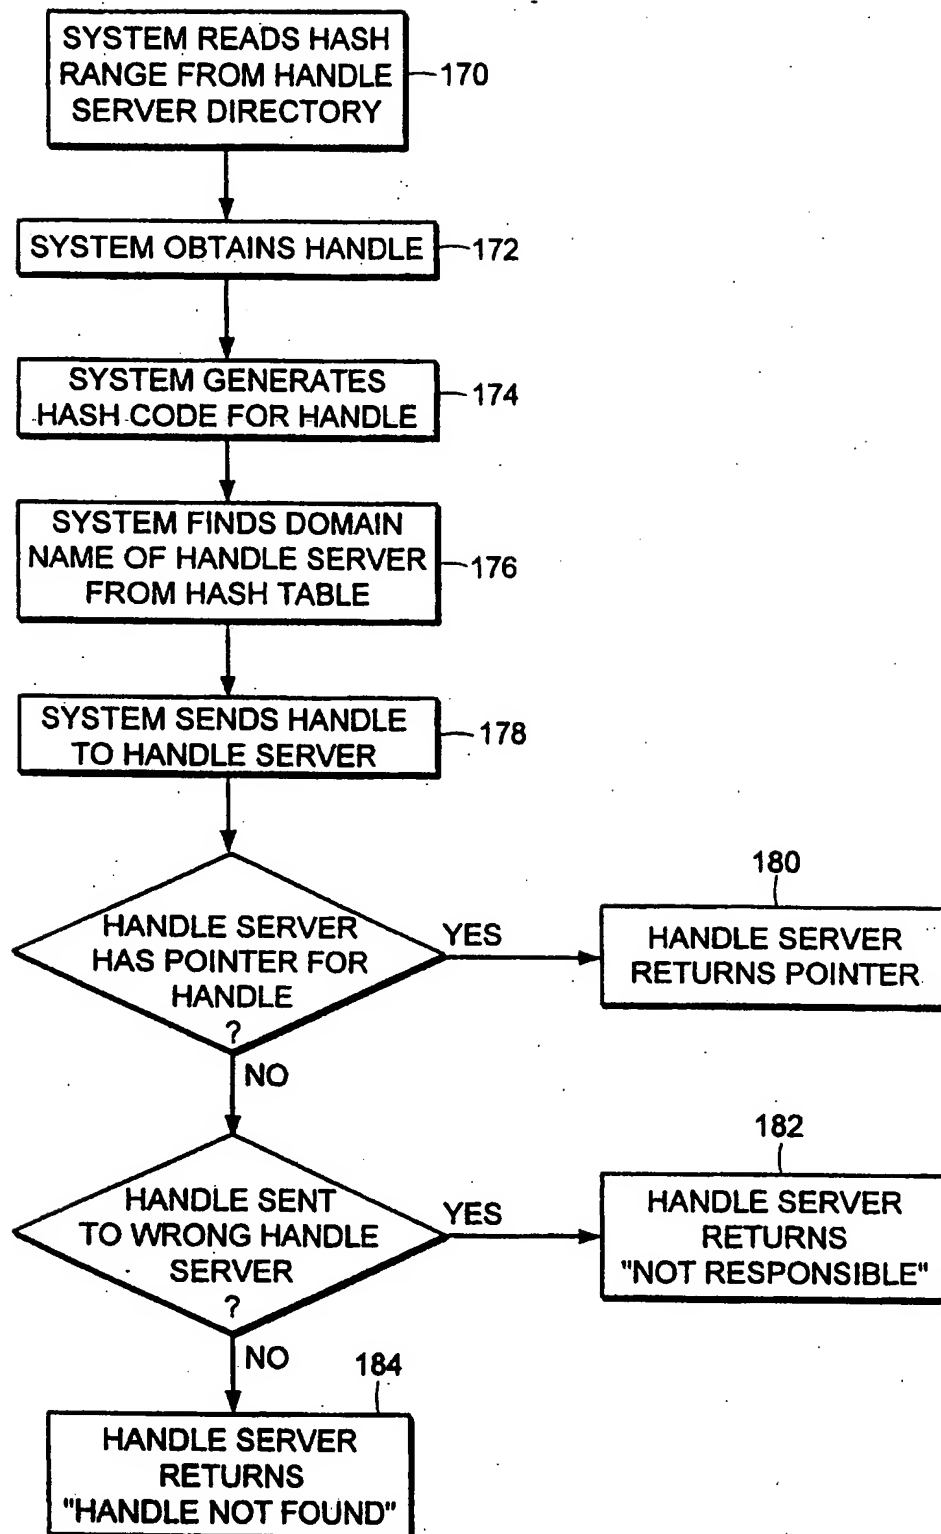 SYSTEM READS HASH
RANGE FROM HANDLE
SERVER DIRECTORY
170
SYSTEM OBTAINS HANDLE
172
SYSTEM GENERATES
HASH CODE FOR HANDLE
174
SYSTEM FINDS DOMAIN
NAME OF HANDLE SERVER
FROM HASH TABLE
176
SYSTEM SENDS HANDLE
TO HANDLE SERVER
178
HANDLE SERVER
HAS POINTER FOR
HANDLE
?
YES
180
HANDLE SERVER
RETURNS POINTER
NO
HANDLE SENT
TO WRONG HANDLE
SERVER
?
YES
182
HANDLE SERVER
RETURNS
"NOT RESPONSIBLE"
NO
184
HANDLE SERVER
RETURNS
"HANDLE NOT FOUND"